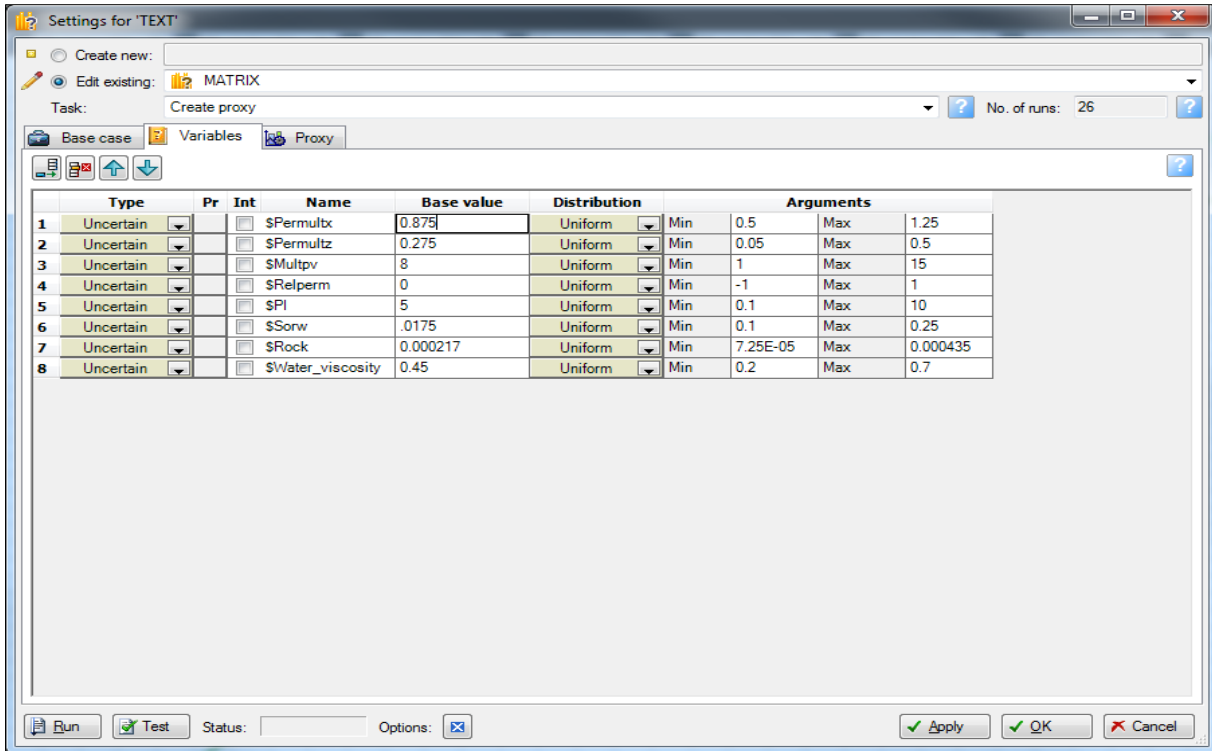 Settings for 'TEXT'
Create new:
Edit existing: MATRIX
Task: Create proxy No. of runs: 26
Base case Variables Proxy
Type Pr Int Name Base value Distribution Arguments
1 Uncertain $Permultx 0.875 Uniform Min 0.5 Max 1.25
2 Uncertain $Permultz 0.275 Uniform Min 0.05 Max 0.5
3 Uncertain $Multpv 8 Uniform Min 1 Max 15
4 Uncertain $Relperm 0 Uniform Min -1 Max 1
5 Uncertain $PI 5 Uniform Min 0.1 Max 10
6 Uncertain $Sorw .0175 Uniform Min 0.1 Max 0.25
7 Uncertain $Rock 0.000217 Uniform Min 7.25E-05 Max 0.000435
8 Uncertain $Water_viscosity 0.45 Uniform Min 0.2 Max 0.7
Run Test Status: Options: Apply OK Cancel